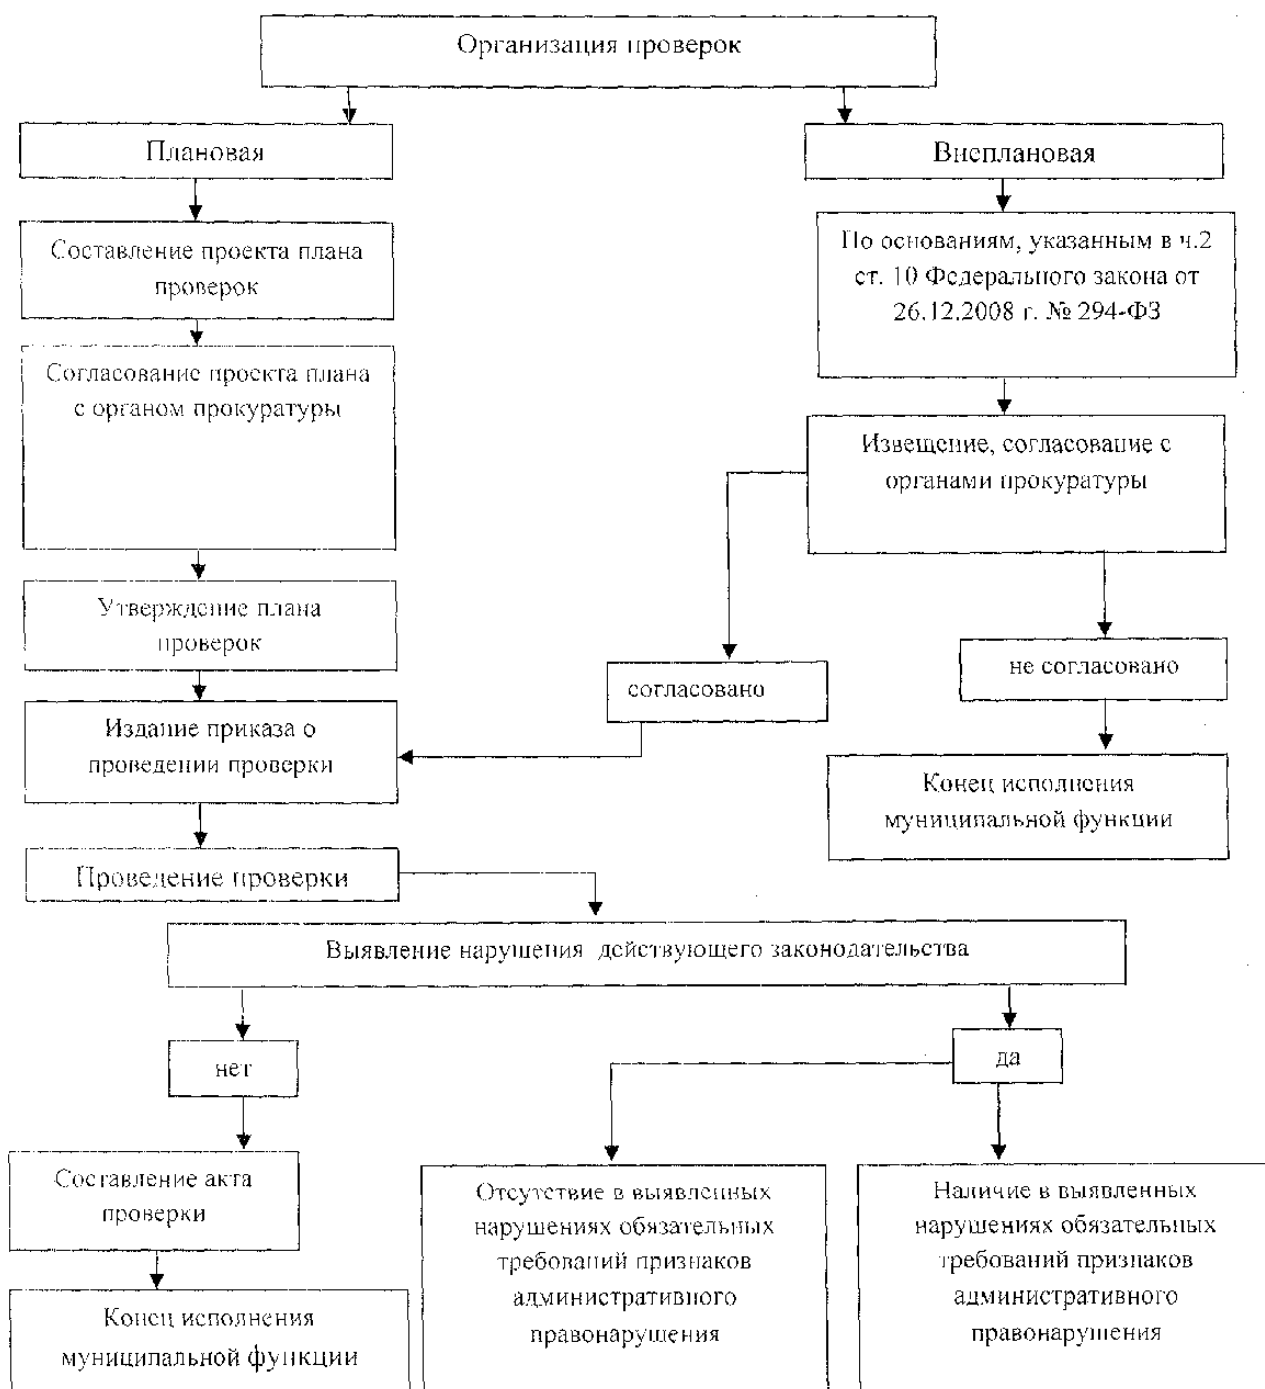 Организация проверок
Плановая
Внеплановая
Составление проекта плана
проверок
По основаниям, указанным в ч.2
ст. 10 Федерального закона от
26.12.2008 г. № 294-ФЗ
Согласование проекта плана
с органом прокуратуры
Извещение, согласование с
органами прокуратуры
Утверждение плана
проверок
согласовано
не согласовано
Издание приказа о
проведении проверки
Конец исполнения
муниципальной функции
Проведение проверки
Выявление нарушения действующего законодательства
нет
да
Составление акта
проверки
Отсутствие в выявленных
нарушениях обязательных
требований признаков
административного
правонарушения
Наличие в выявленных
нарушениях обязательных
требований признаков
административного
правонарушения
Конец исполнения
муниципальной функции